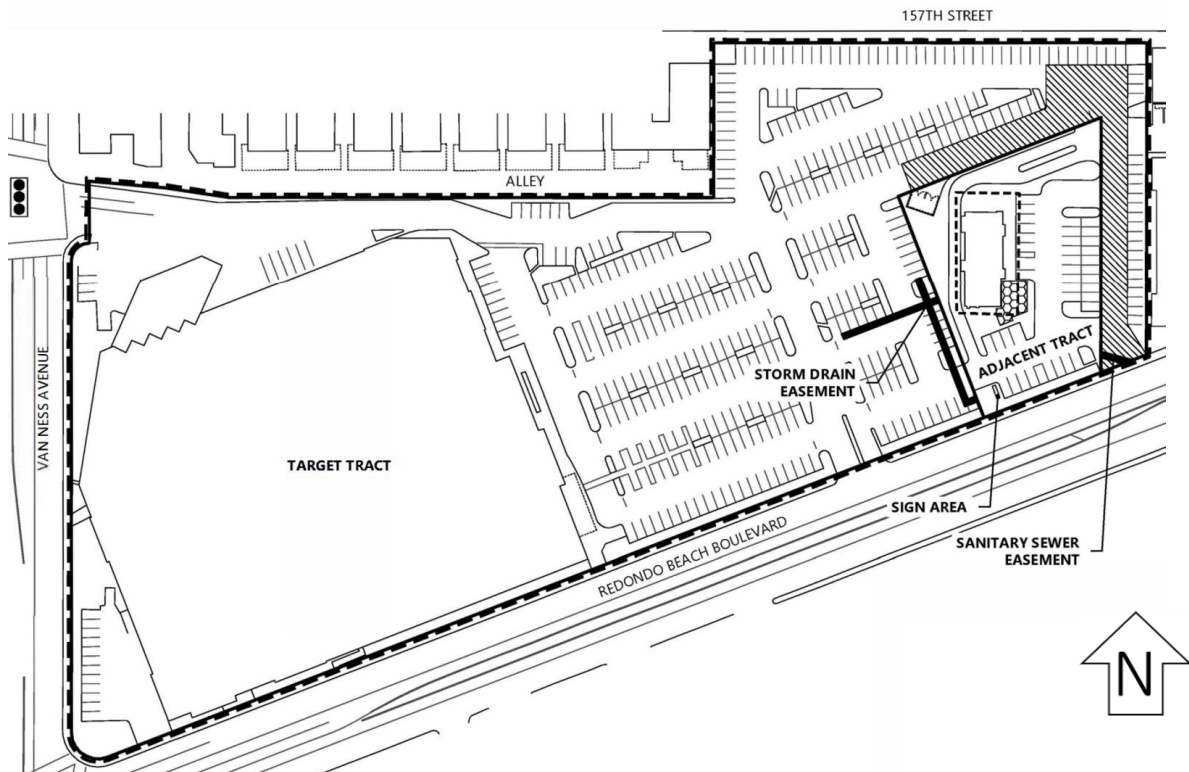 157TH STREET
ALLEY
VAN NESS AVENUE
STORM DRAIN
EASEMENT
ADJACENT TRACT
TARGET TRACT
SIGN AREA
SANITARY SEWER
EASEMENT
REDONDO BEACH BOULEVARD
N